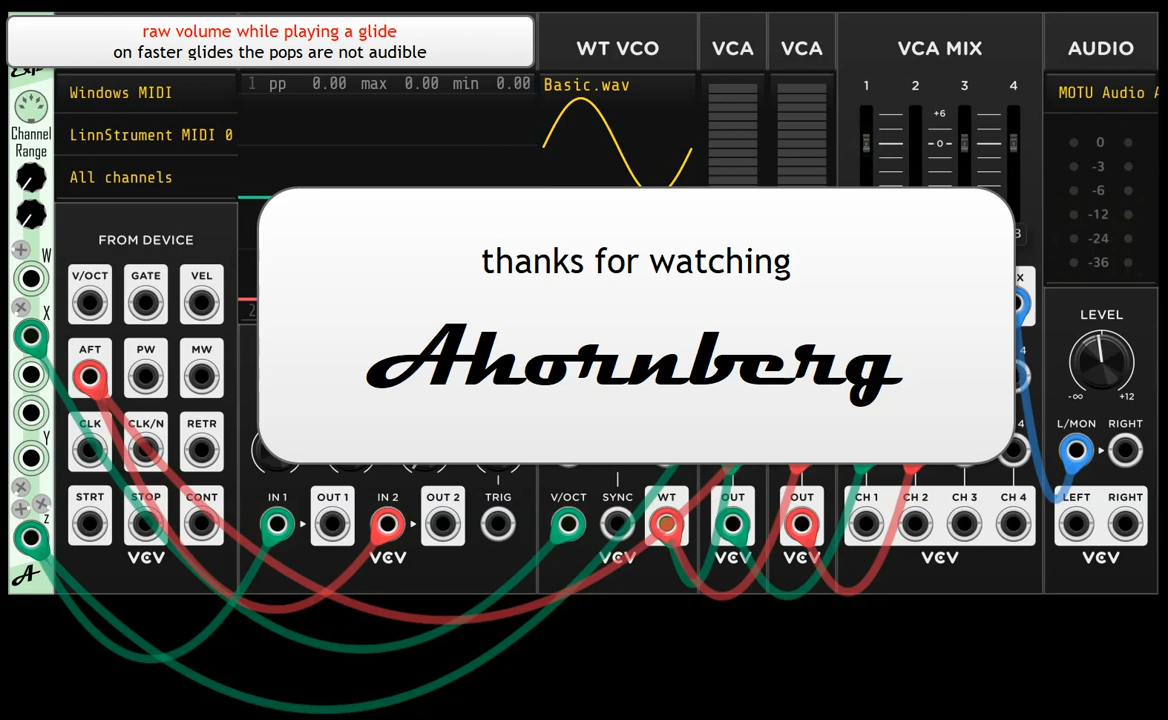 raw volume while playing a glide
on faster glides the pops are not audible
WT VCO
VCA
VCA
VCA MIX
AUDIO
1 pp 0.00 max 0.00 min 0.00
Basic.wav
Windows MIDI
LinnStrument MIDI 0
All channels
MOTU Audio A
Channel
Range
1 2 3 4
+6
0
0
-3
-6
-12
-24
-36
FROM DEVICE
V/OCT GATE VEL
AFT PW MW
CLK CLK/N RETR
STRT STOP CONT
VCV
W
X
Y
Z
A
thanks for watching
Ahornberg
2
X
4
4
LEVEL
-∞ +12
L/MON RIGHT
IN 1 OUT 1 IN 2 OUT 2 TRIG
VCV
V/OCT SYNC WT
VCV
OUT
OUT
CH 1 CH 2 CH 3 CH 4
VCV
LEFT RIGHT
VCV